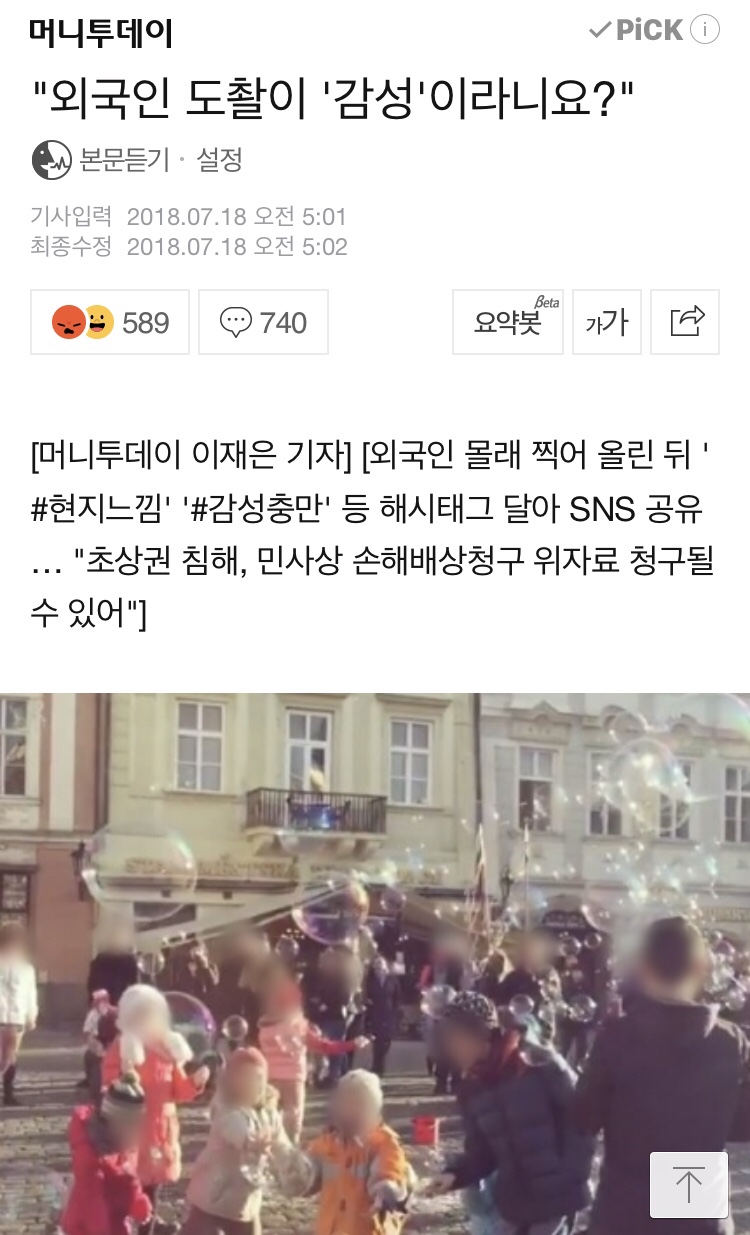 머니투데이
PiCK
"외국인 도촬이 '감성'이라니요?"
본문듣기 · 설정
기사입력 2018.07.18 오전 5:01
최종수정 2018.07.18 오전 5:02
589
740
요약봇
Beta
가가
[머니투데이 이재은 기자] [외국인 몰래 찍어 올린 뒤 '
#현지느낌' '#감성충만' 등 해시태그 달아 SNS 공유
… "초상권 침해, 민사상 손해배상청구 위자료 청구될
수 있어"]